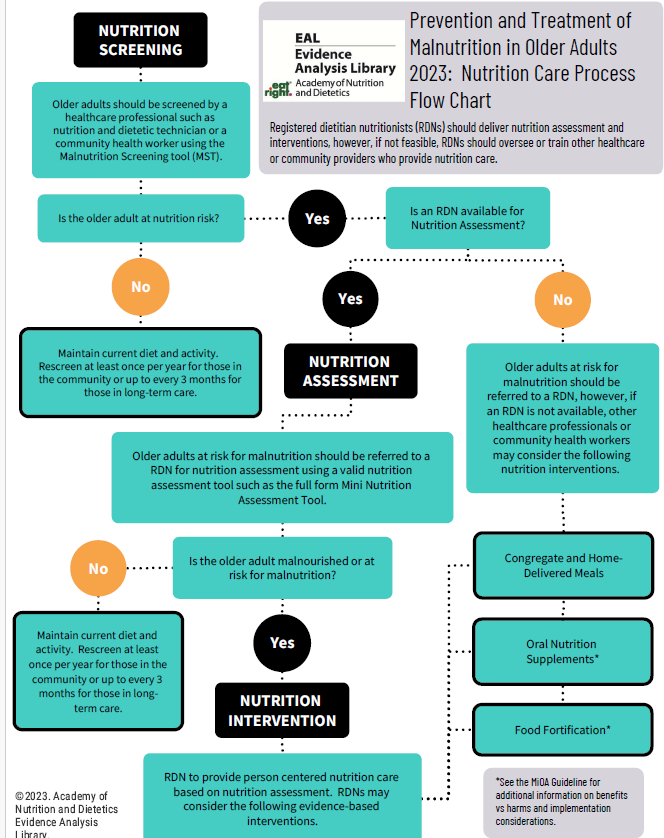 NUTRITION
SCREENING
EAL
Evidence
Analysis Library
eat
right.
Academy of Nutrition
and Dietetics
Prevention and Treatment of
Malnutrition in Older Adults
2023: Nutrition Care Process
Flow Chart
Registered dietitian nutritionists (RDNs) should deliver nutrition assessment and
interventions, however, if not feasible, RDNs should oversee or train other healthcare
or community providers who provide nutrition care.
Older adults should be screened by a
healthcare professional such as
nutrition and dietetic technician or a
community health worker using the
Malnutrition Screening tool (MST).
Is the older adult at nutrition risk?
Yes
Is an RDN available for
Nutrition Assessment?
No
Yes
No
Maintain current diet and activity.
Rescreen at least once per year for those in
the community or up to every 3 months for
those in long-term care.
NUTRITION
ASSESSMENT
Older adults at risk for
malnutrition should be
referred to a RDN, however, if
an RDN is not available, other
healthcare professionals or
community health workers
may consider the following
nutrition interventions.
Older adults at risk for malnutrition should be referred to a
RDN for nutrition assessment using a valid nutrition
assessment tool such as the full form Mini Nutrition
Assessment Tool.
No
Is the older adult malnourished or at
risk for malnutrition?
Congregate and Home-
Delivered Meals
Maintain current diet and
activity. Rescreen at least
once per year for those in the
community or up to every 3
months for those in long-
term care.
Yes
Oral Nutrition
Supplements*
NUTRITION
INTERVENTION
Food Fortification*
RDN to provide person centered nutrition care
based on nutrition assessment. RDNs may
consider the following evidence-based
interventions.
*See the MiOA Guideline for
additional information on benefits
vs harms and implementation
considerations.
©2023. Academy of
Nutrition and Dietetics
Evidence Analysis
Library.